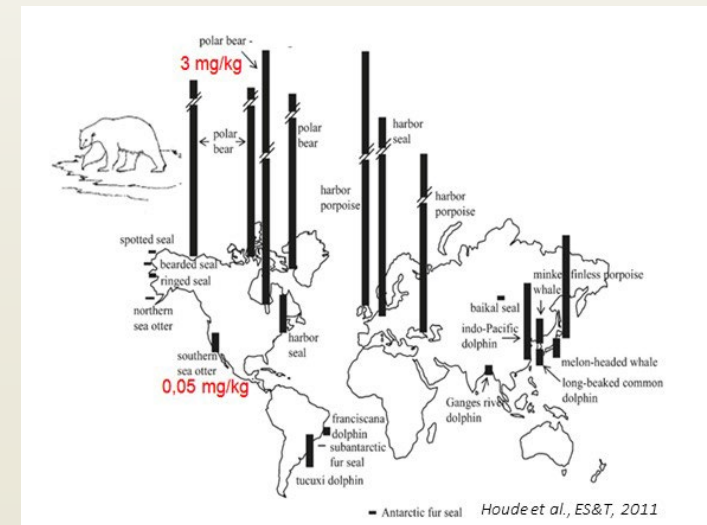 polar bear -
3 mg/kg
polar
bear
polar
bear
harbor
seal
harbor
porpoise
harbor
porpoise
spotted seal
bearded seal
ringed seal
northern
sea otter
southern
sea otter
0,05 mg/kg
harbor
seal
baikal seal
minke
whale
finless porpoise
indo-Pacific
dolphin
melon-headed whale
long-beaked common
dolphin
Ganges river
dolphin
franciscana
dolphin
subantarctic
fur seal
tucuxi dolphin
Antarctic fur seal
Houde et al., ES&T, 2011